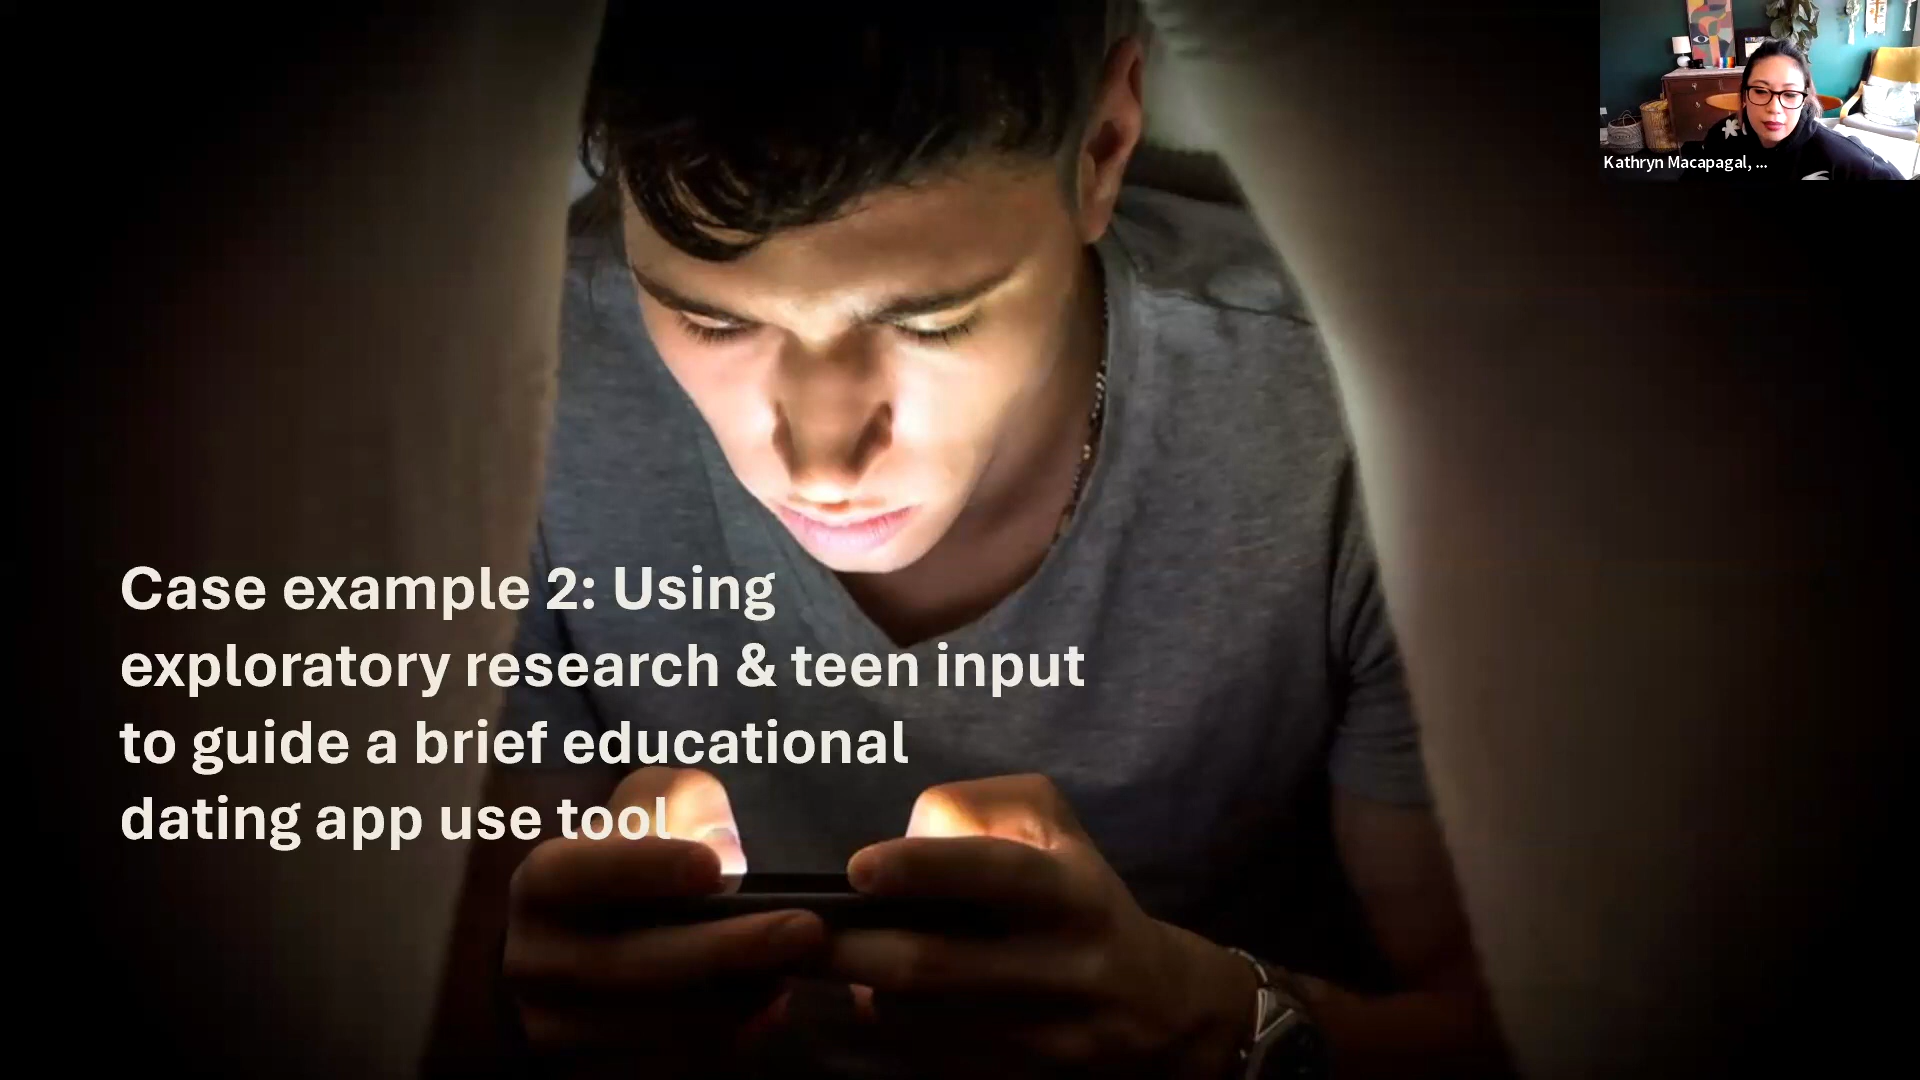 Kathryn Macapagal, ...
Case example 2: Using
exploratory research & teen input
to guide a brief educational
dating app use tool